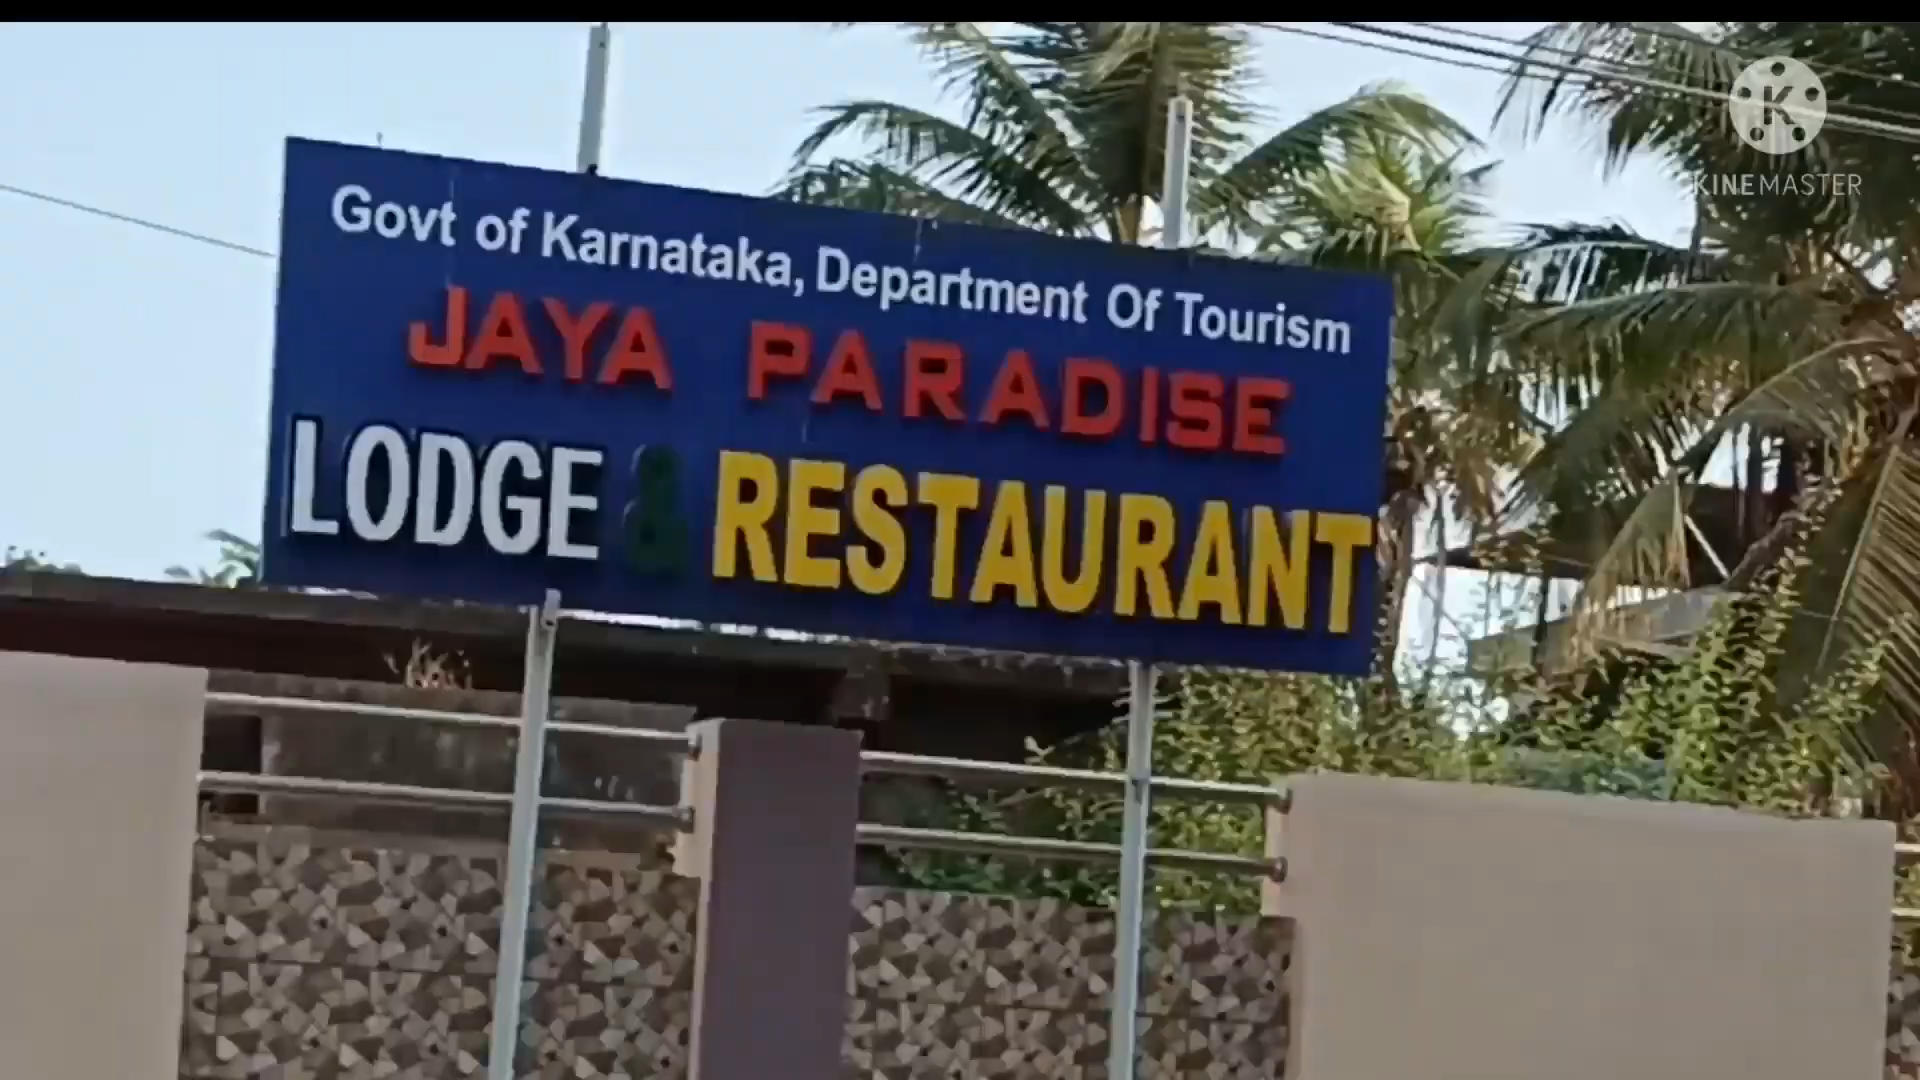 Govt of Karnataka, Department Of Tourism
JAYA PARADISE
LODGE & RESTAURANT
K
KINEMASTER